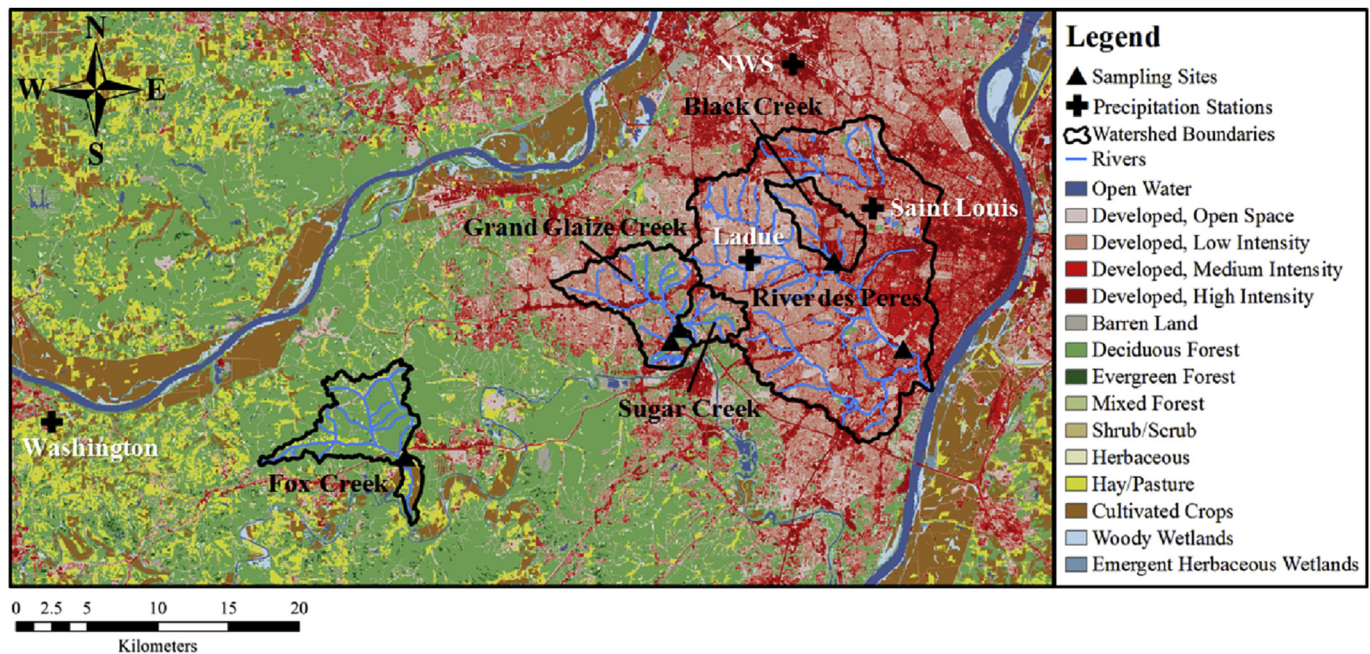 N
W
E
S
NWS
Black Creek
Saint Louis
Grand Glaize Creek
Ladue
River des Peres
Sugar Creek
Washington
Fox Creek
Legend
Sampling Sites
Precipitation Stations
Watershed Boundaries
Rivers
Open Water
Developed, Open Space
Developed, Low Intensity
Developed, Medium Intensity
Developed, High Intensity
Barren Land
Deciduous Forest
Evergreen Forest
Mixed Forest
Shrub/Scrub
Herbaceous
Hay/Pasture
Cultivated Crops
Woody Wetlands
Emergent Herbaceous Wetlands
0 2.5 5 10 15 20
Kilometers